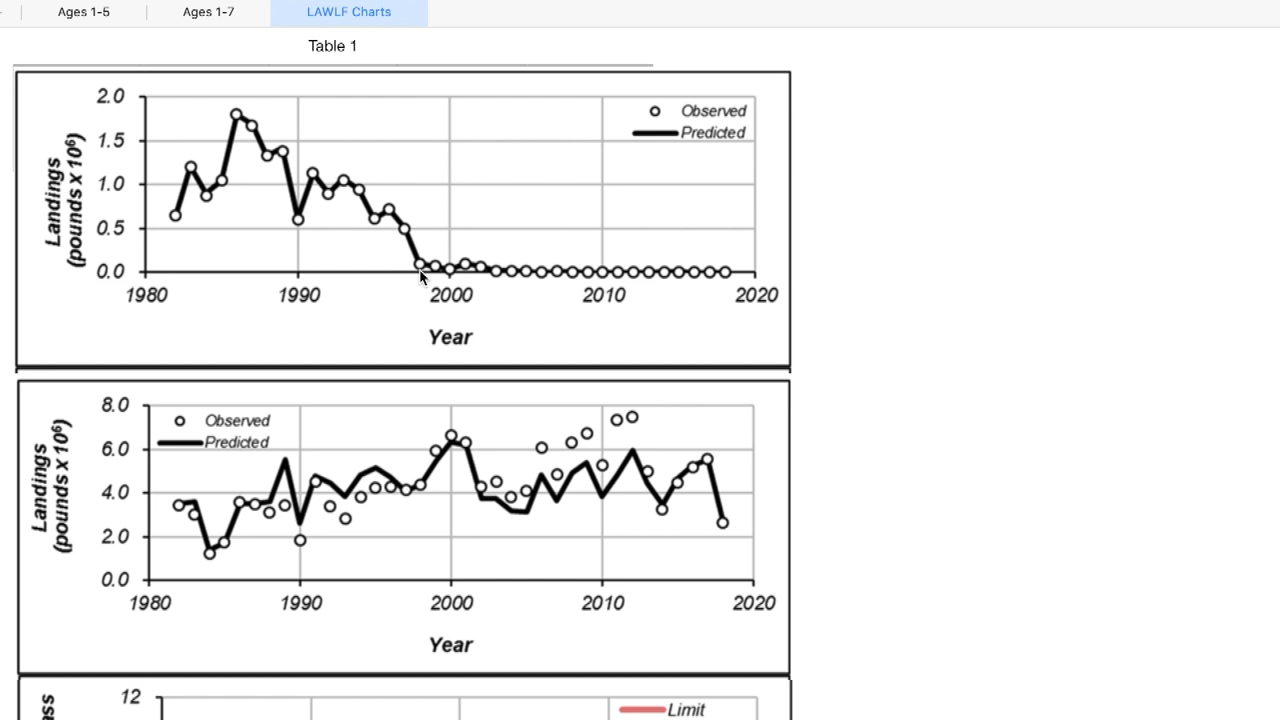 Ages 1-5 Ages 1-7 LAWLF Charts
Table 1
2.0
1.5
1.0
0.5
0.0
Landings
(pounds x 10⁶)
Observed
Predicted
1980 1990 2000 2010 2020
Year
8.0
6.0
4.0
2.0
0.0
Landings
(pounds x 10⁶)
Observed
Predicted
1980 1990 2000 2010 2020
Year
12
Limit